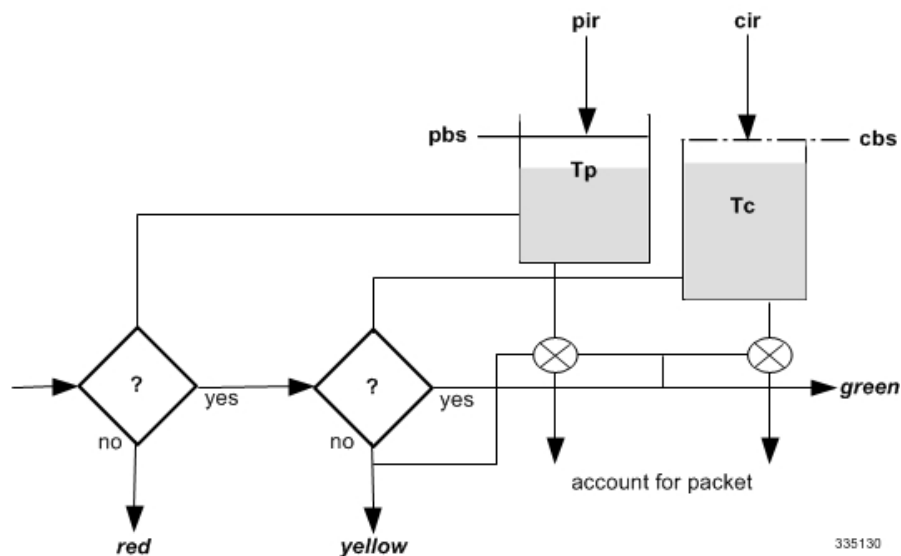 pir
cir
pbs
cbs
Tp
Tc
?
?
yes
yes
green
no
no
account for packet
red
yellow
335130